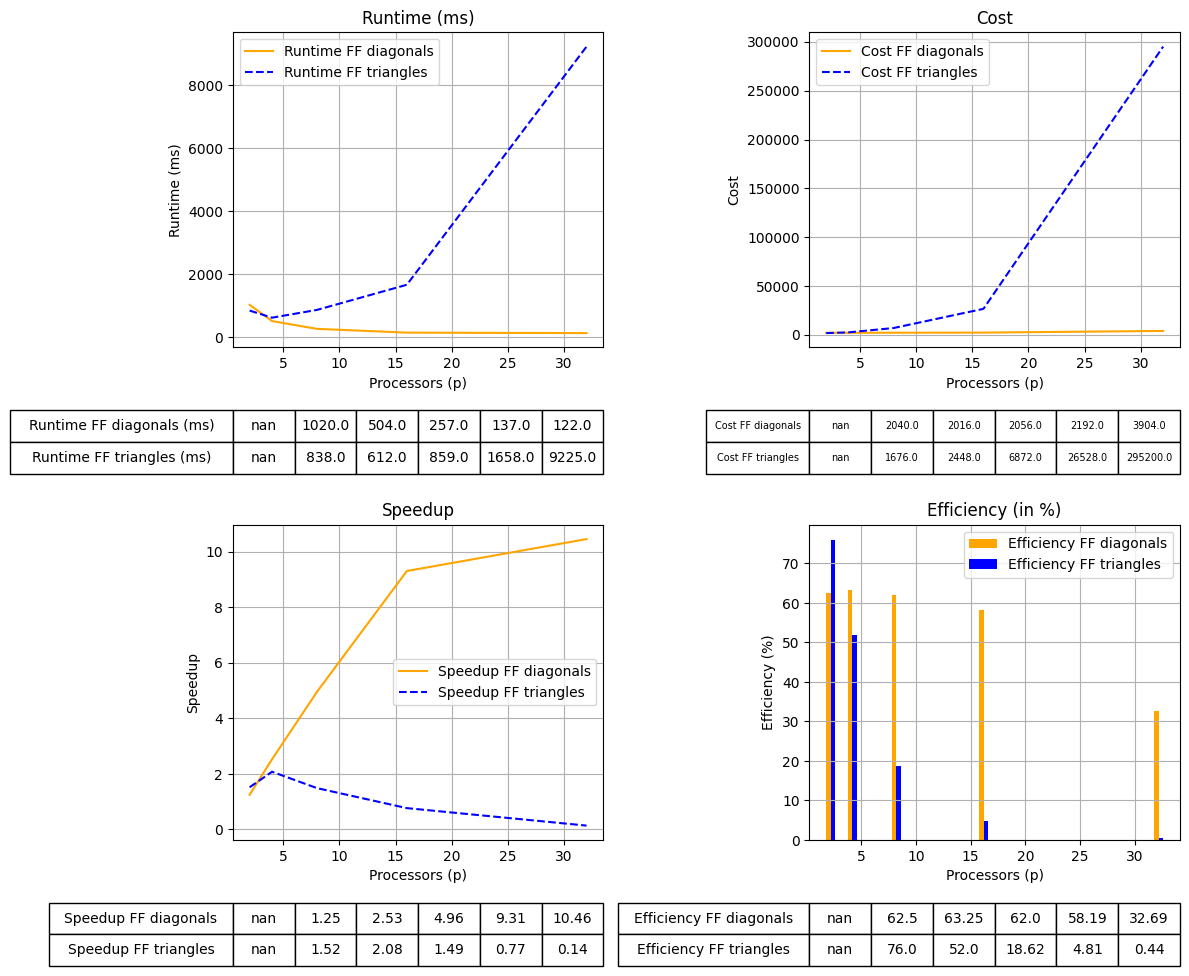 Runtime (ms)
Runtime FF diagonals
Runtime FF triangles
8000
6000
4000
2000
0
Runtime (ms)
5 10 15 20 25 30
Processors (p)
Runtime FF diagonals (ms) nan 1020.0 504.0 257.0 137.0 122.0
Runtime FF triangles (ms) nan 838.0 612.0 859.0 1658.0 9225.0
Cost
Cost FF diagonals
Cost FF triangles
300000
250000
200000
150000
100000
50000
0
Cost
5 10 15 20 25 30
Processors (p)
Cost FF diagonals nan 2040.0 2016.0 2056.0 2192.0 3904.0
Cost FF triangles nan 1676.0 2448.0 6872.0 26528.0 295200.0
Speedup
10
8
6
4
2
0
Speedup
Speedup FF diagonals
Speedup FF triangles
5 10 15 20 25 30
Processors (p)
Speedup FF diagonals nan 1.25 2.53 4.96 9.31 10.46
Speedup FF triangles nan 1.52 2.08 1.49 0.77 0.14
Efficiency (in %)
Efficiency FF diagonals
Efficiency FF triangles
70
60
50
40
30
20
10
0
Efficiency (%)
5 10 15 20 25 30
Processors (p)
Efficiency FF diagonals nan 62.5 63.25 62.0 58.19 32.69
Efficiency FF triangles nan 76.0 52.0 18.62 4.81 0.44